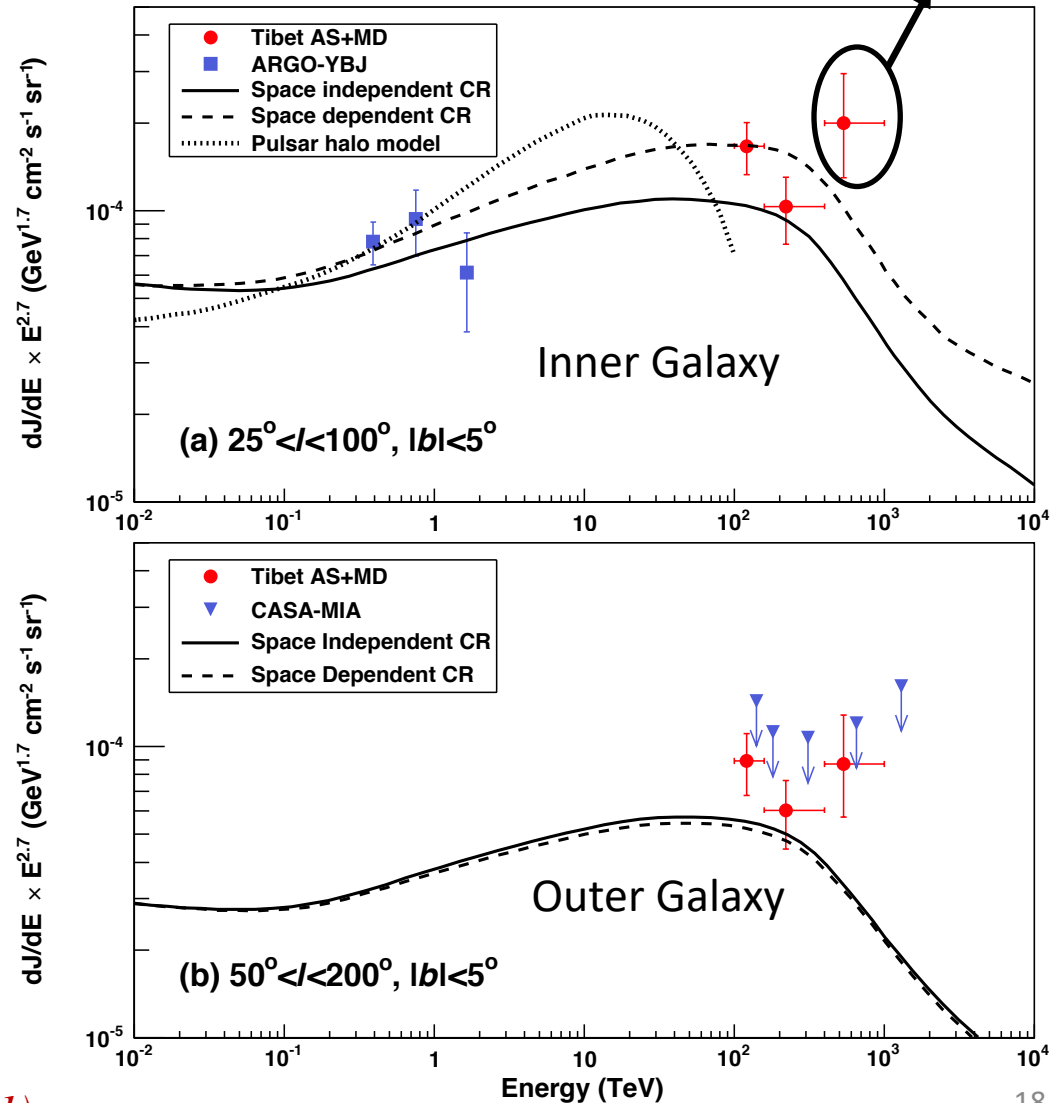 Tibet AS+MD
ARGO-YBJ
Space independent CR
Space dependent CR
Pulsar halo model
dJ/dE × E^2.7 (GeV^1.7 cm^-2 s^-1 sr^-1)
10^-4
10^-5
Inner Galaxy
(a) 25°<l<100°, |b|<5°
10^-2 10^-1 1 10 10^2 10^3 10^4
Tibet AS+MD
CASA-MIA
Space Independent CR
Space Dependent CR
dJ/dE × E^2.7 (GeV^1.7 cm^-2 s^-1 sr^-1)
10^-4
10^-5
Outer Galaxy
(b) 50°<l<200°, |b|<5°
10^-2 10^-1 1 10 10^2 10^3 10^4
Energy (TeV)
18